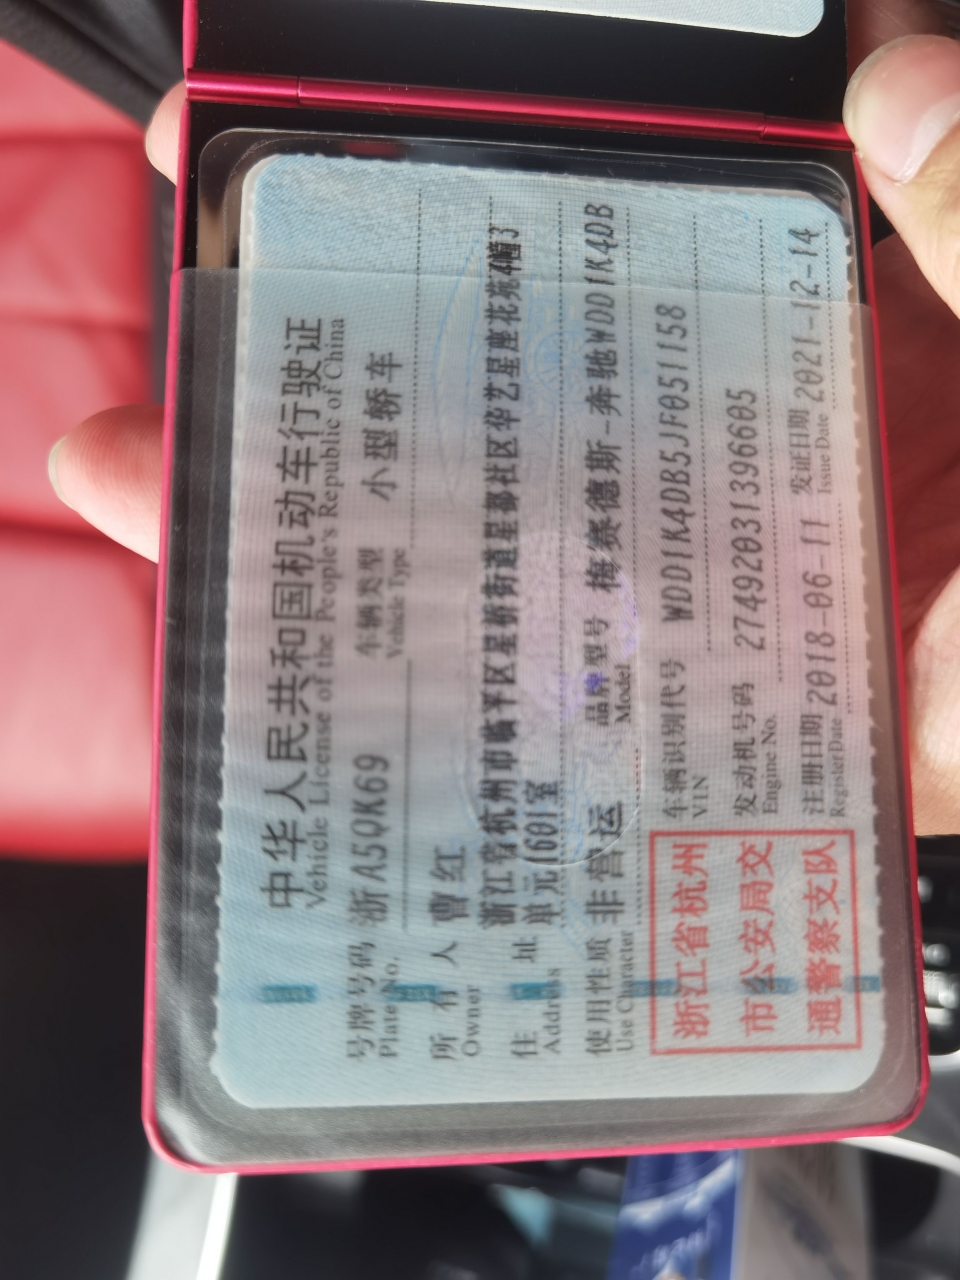 中华人民共和国机动车行驶证
Vehicle License of the People's Republic of China
号牌号码 浙A5QK69 车辆类型 小型轿车
Plate No. Vehicle Type
所有人 曹红
Owner
住址 浙江省杭州市临平区星桥街道星都社区华艺星座花苑4幢3
Address 单元1601室
使用性质 非营运 品牌型号 梅赛德斯-奔驰WDD1K4DB
Use Character Model
浙江省杭州
市公安局交
通警察支队
车辆识别代号 WDD1K4DB5JF051158
VIN
发动机号码 27492031396605
Engine No.
注册日期 2018-06-11 发证日期 2021-12-14
RegsterDate Issue Date